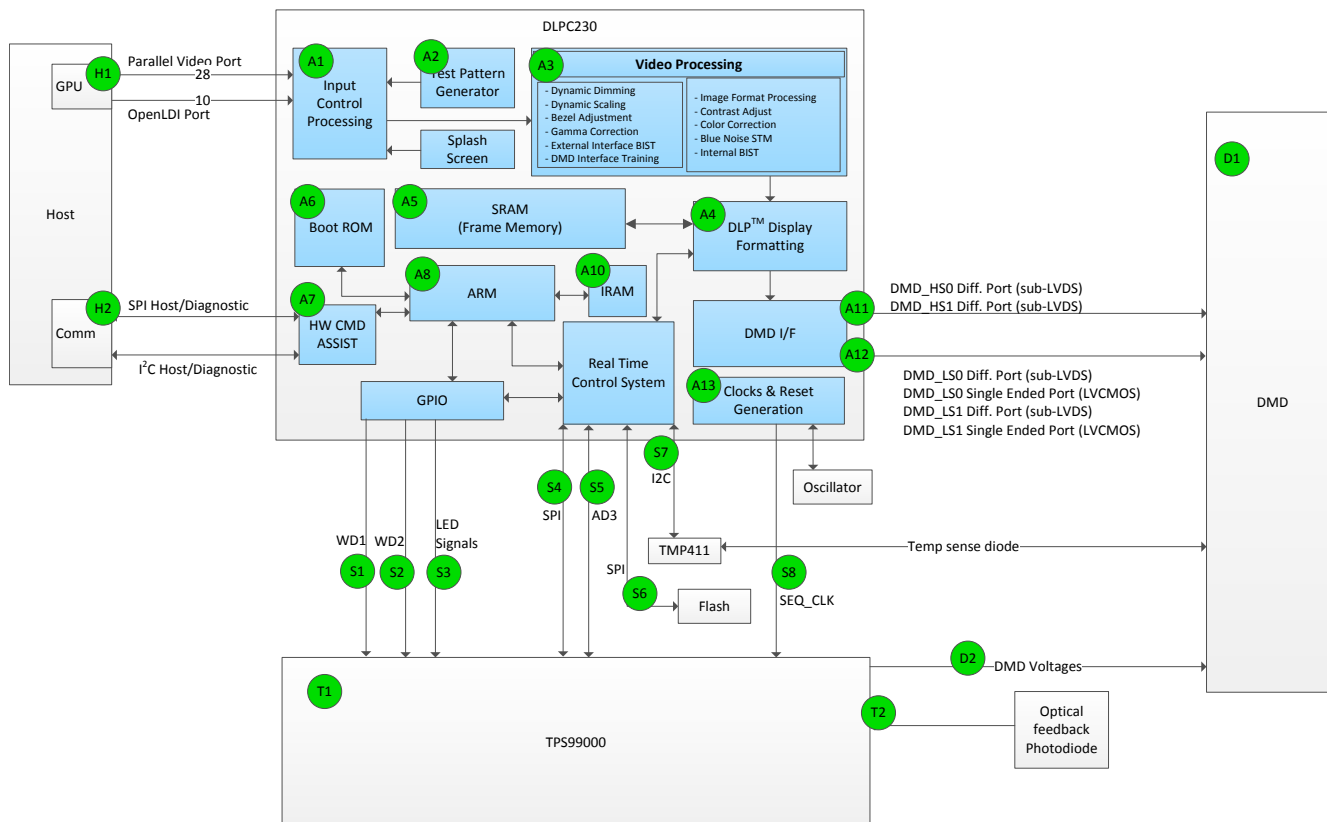 DLPC230
Host
GPU
H1
Parallel Video Port
28
10
OpenLDI Port
A1
Input
Control
Processing
A2
Test Pattern
Generator
Splash
Screen
A3
Video Processing
- Dynamic Dimming
- Dynamic Scaling
- Bezel Adjustment
- Gamma Correction
- External Interface BIST
- DMD Interface Training
- Image Format Processing
- Contrast Adjust
- Color Correction
- Blue Noise STM
- Internal BIST
D1
DMD
A6
Boot ROM
A5
SRAM
(Frame Memory)
A4
DLP™ Display
Formatting
A8
ARM
A10
IRAM
H2
Comm
SPI Host/Diagnostic
I²C Host/Diagnostic
A7
HW CMD
ASSIST
GPIO
Real Time
Control System
DMD I/F
A11
A12
DMD_HS0 Diff. Port (sub-LVDS)
DMD_HS1 Diff. Port (sub-LVDS)
DMD_LS0 Diff. Port (sub-LVDS)
DMD_LS0 Single Ended Port (LVCMOS)
DMD_LS1 Diff. Port (sub-LVDS)
DMD_LS1 Single Ended Port (LVCMOS)
A13
Clocks & Reset
Generation
Oscillator
S7
I2C
S4
SPI
S5
AD3
WD1
S1
WD2
S2
LED
Signals
S3
TMP411
Temp sense diode
SPI
S6
Flash
S8
SEQ_CLK
D2
DMD Voltages
T1
TPS99000
T2
Optical
feedback
Photodiode